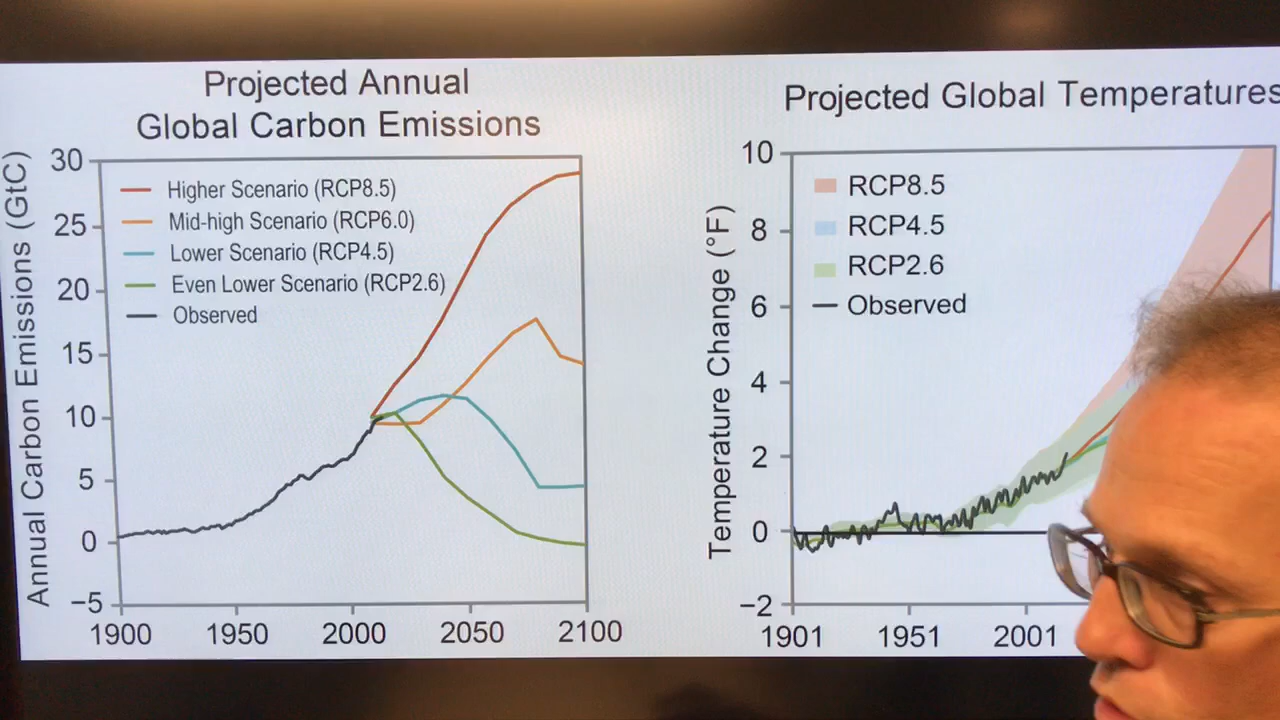 Projected Annual
Global Carbon Emissions
Annual Carbon Emissions (GtC)
30
25
20
15
10
5
0
−5
Higher Scenario (RCP8.5)
Mid-high Scenario (RCP6.0)
Lower Scenario (RCP4.5)
Even Lower Scenario (RCP2.6)
Observed
1900 1950 2000 2050 2100
Projected Global Temperatures
Temperature Change (°F)
10
8
6
4
2
0
−2
RCP8.5
RCP4.5
RCP2.6
Observed
1901 1951 2001